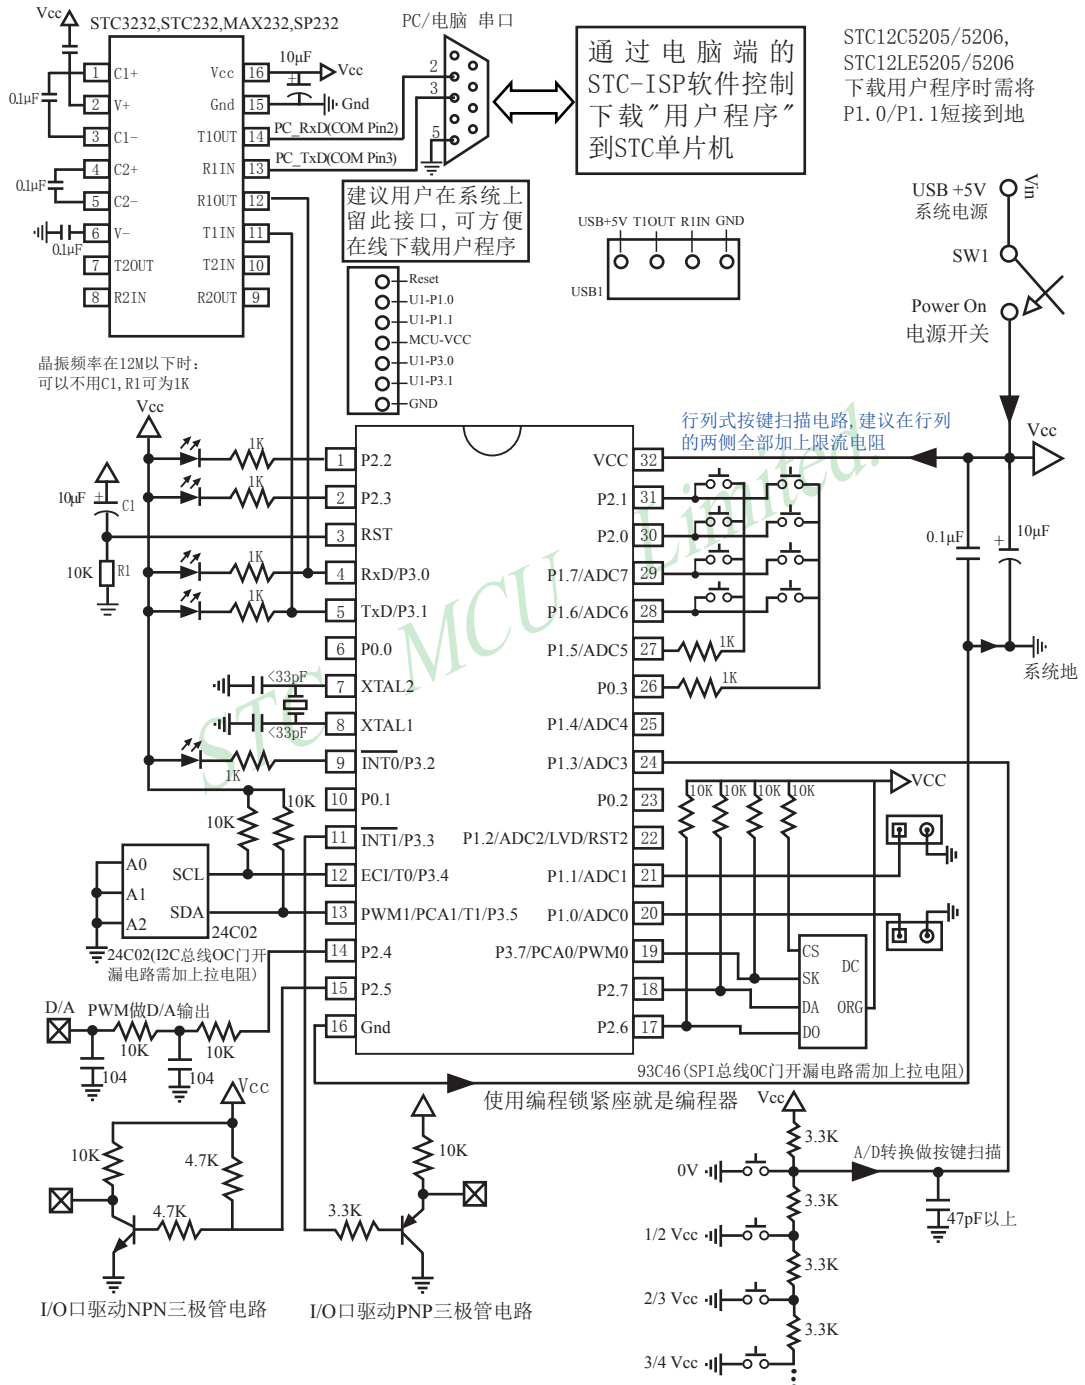 Vcc
STC3232,STC232,MAX232,SP232
PC/电脑 串口
通过电脑端的
STC-ISP软件控制
下载"用户程序"
到STC单片机
STC12C5205/5206,
STC12LE5205/5206
下载用户程序时需将
P1.0/P1.1短接到地
0.1μF
1 C1+
2 V+
3 C1-
4 C2+
5 C2-
6 V-
7 T2OUT
8 R2IN
0.1μF
0.1μF
Vcc 16
Gnd 15
T1OUT 14
R1IN 13
R1OUT 12
T1IN 11
T2IN 10
R2OUT 9
10μF
+
Vcc
Gnd
PC_RxD(COM Pin2)
PC_TxD(COM Pin3)
2
3
5
建议用户在系统上
留此接口,可方便
在线下载用户程序
Reset
U1-P1.0
U1-P1.1
MCU-VCC
U1-P3.0
U1-P3.1
GND
USB+5V T1OUT R1IN GND
USB1
USB +5V
系统电源
Vin
SW1
Power On
电源开关
晶振频率在12M以下时:
可以不用C1,R1可为1K
Vcc
10μF
+
C1
10K
R1
1K
1K
1K
1K
<33pF
<33pF
1K
10K
10K
行列式按键扫描电路,建议在行列
的两侧全部加上限流电阻
Vcc
0.1μF
+
10μF
系统地
1 P2.2
2 P2.3
3 RST
4 RxD/P3.0
5 TxD/P3.1
6 P0.0
7 XTAL2
8 XTAL1
9 INT0/P3.2
10 P0.1
11 INT1/P3.3
12 ECI/T0/P3.4
13 PWM1/PCA1/T1/P3.5
14 P2.4
15 P2.5
16 Gnd
VCC 32
P2.1 31
P2.0 30
P1.7/ADC7 29
P1.6/ADC6 28
P1.5/ADC5 27
P0.3 26
P1.4/ADC4 25
P1.3/ADC3 24
P0.2 23
P1.2/ADC2/LVD/RST2 22
P1.1/ADC1 21
P1.0/ADC0 20
P3.7/PCA0/PWM0 19
P2.7 18
P2.6 17
STC MCU Limited.
1K
1K
10K
10K
10K
10K
VCC
CS
SK
DA
DO
DC
ORG
93C46(SPI总线OC门开漏电路需加上拉电阻)
A0
A1
A2
SCL
SDA
24C02
24C02(I2C总线OC门开
漏电路需加上拉电阻)
D/A
PWM做D/A输出
10K
10K
104
104
使用编程锁紧座就是编程器
Vcc
10K
4.7K
4.7K
I/O口驱动NPN三极管电路
10K
3.3K
I/O口驱动PNP三极管电路
Vcc
3.3K
A/D转换做按键扫描
0V
3.3K
47pF以上
1/2 Vcc
3.3K
2/3 Vcc
3.3K
3/4 Vcc